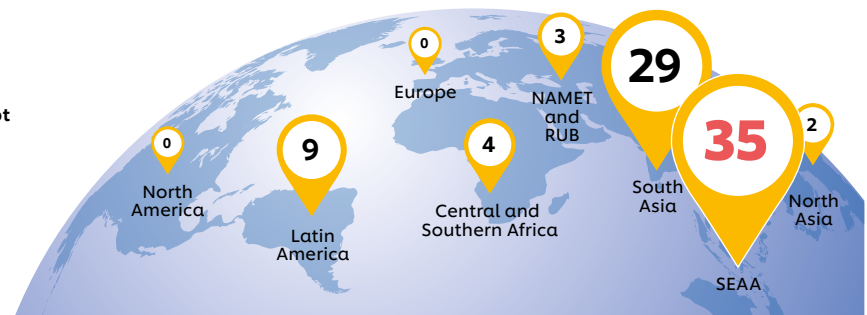 0
North
America
9
Latin
America
0
Europe
4
Central and
Southern Africa
3
NAMET
and
RUB
29
South
Asia
35
SEAA
2
North
Asia